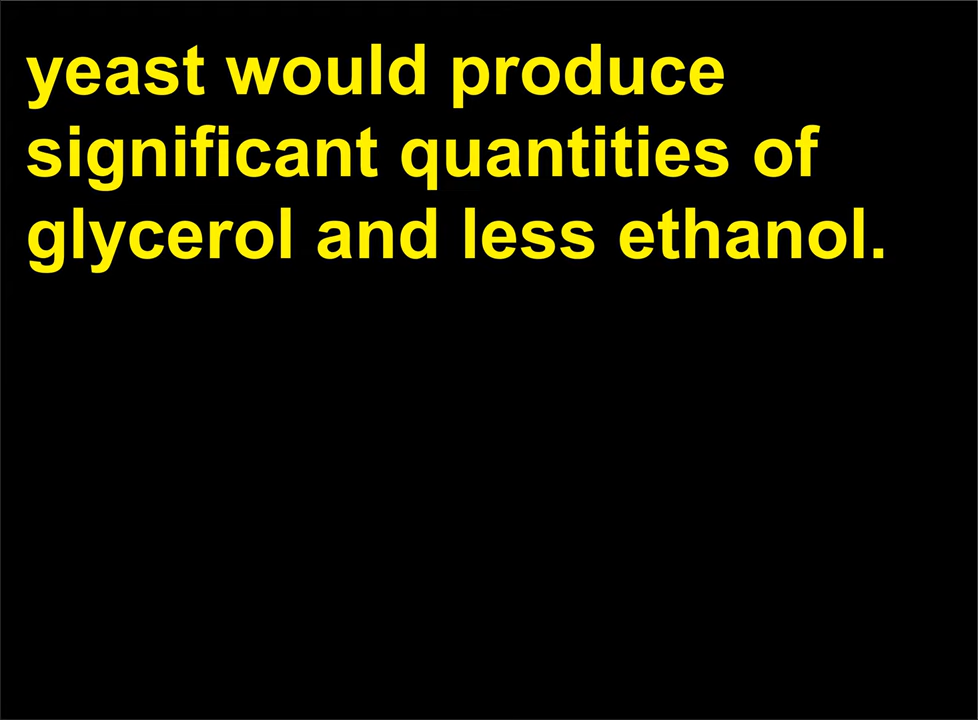 yeast would produce
significant quantities of
glycerol and less ethanol.